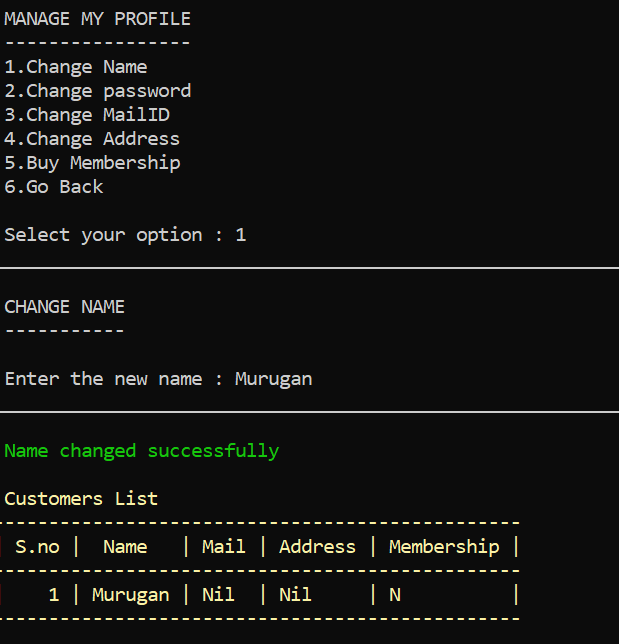 MANAGE MY PROFILE
-----------------
1.Change Name
2.Change password
3.Change MailID
4.Change Address
5.Buy Membership
6.Go Back
Select your option : 1
CHANGE NAME
-----------
Enter the new name : Murugan
Name changed successfully
Customers List
-----------------------------------------------
| S.no |  Name   | Mail | Address | Membership |
-----------------------------------------------
|    1 | Murugan | Nil  | Nil     | N          |
-----------------------------------------------